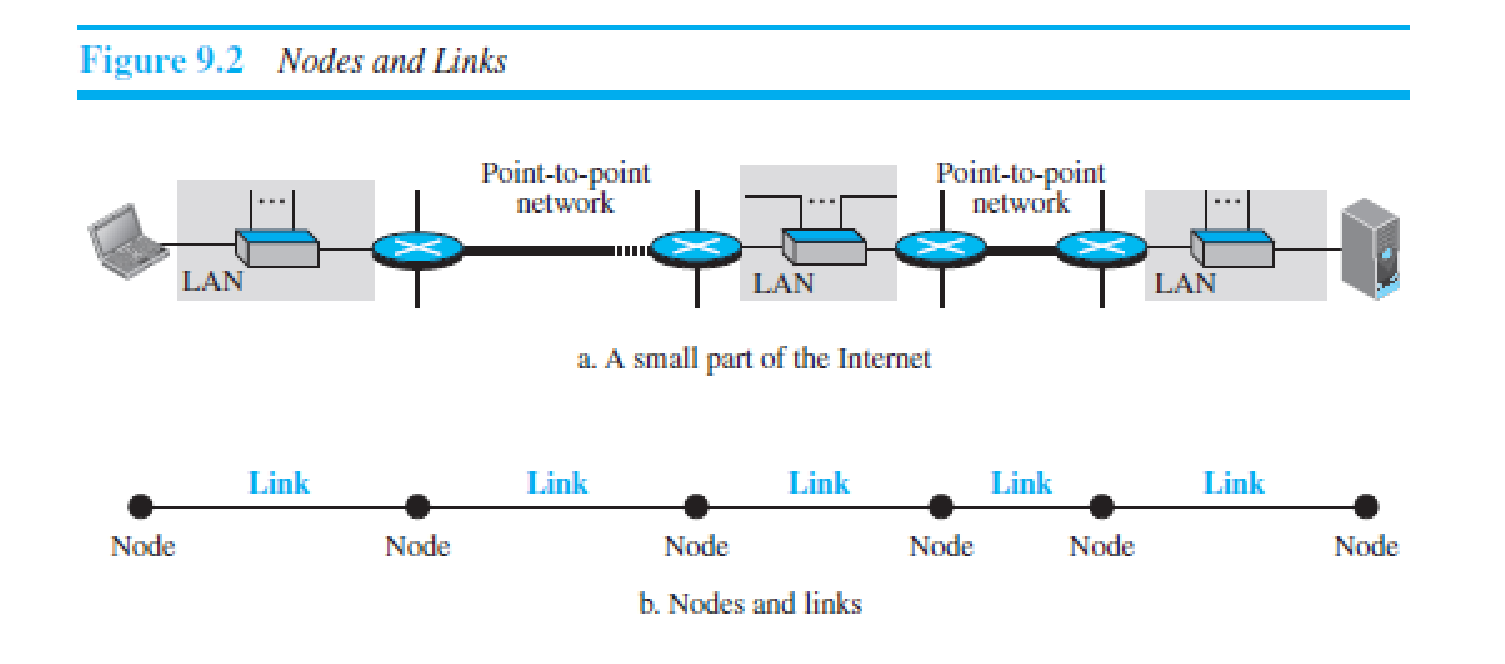 Figure 9.2 Nodes and Links
Point-to-point
network
Point-to-point
network
...
...
...
LAN
LAN
LAN
a. A small part of the Internet
Link
Link
Link
Link
Link
Node
Node
Node
Node
Node
Node
b. Nodes and links